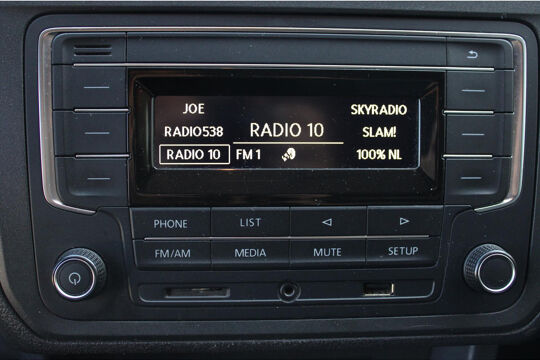 JOE
SKYRADIO
RADIO538
RADIO 10
SLAM!
RADIO 10
FM 1
100% NL
PHONE
LIST
FM/AM
MEDIA
MUTE
SETUP